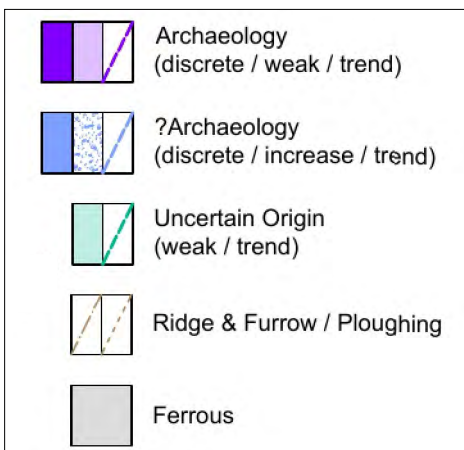 Archaeology
(discrete / weak / trend)
?Archaeology
(discrete / increase / trend)
Uncertain Origin
(weak / trend)
Ridge & Furrow / Ploughing
Ferrous